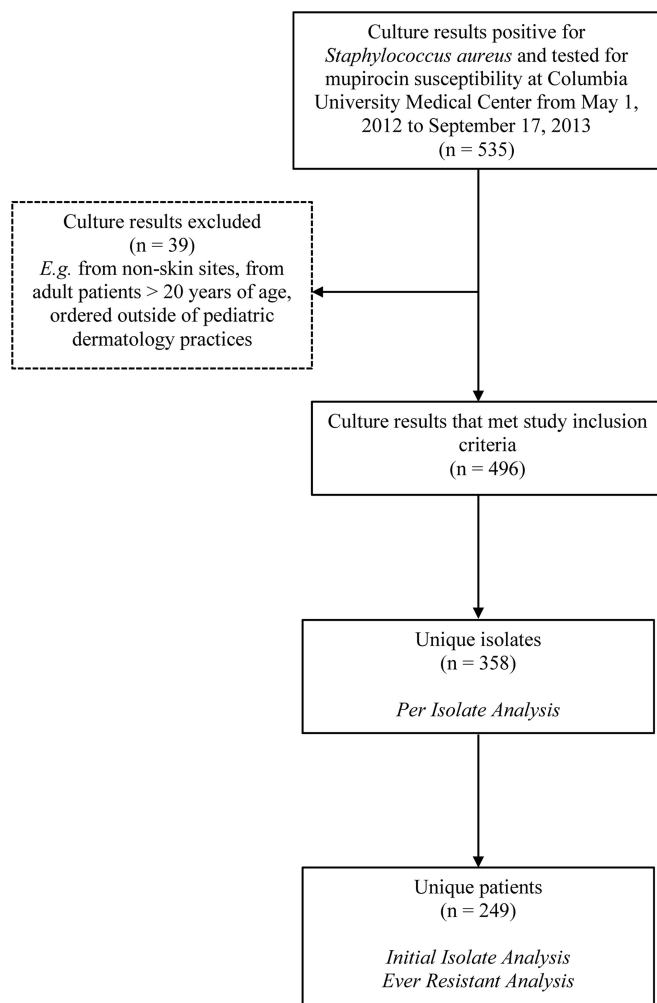 Culture results positive for
Staphylococcus aureus and tested for
mupirocin susceptibility at Columbia
University Medical Center from May 1,
2012 to September 17, 2013
(n = 535)
Culture results excluded
(n = 39)
E.g. from non-skin sites, from
adult patients > 20 years of age,
ordered outside of pediatric
dermatology practices
Culture results that met study inclusion
criteria
(n = 496)
Unique isolates
(n = 358)
Per Isolate Analysis
Unique patients
(n = 249)
Initial Isolate Analysis
Ever Resistant Analysis